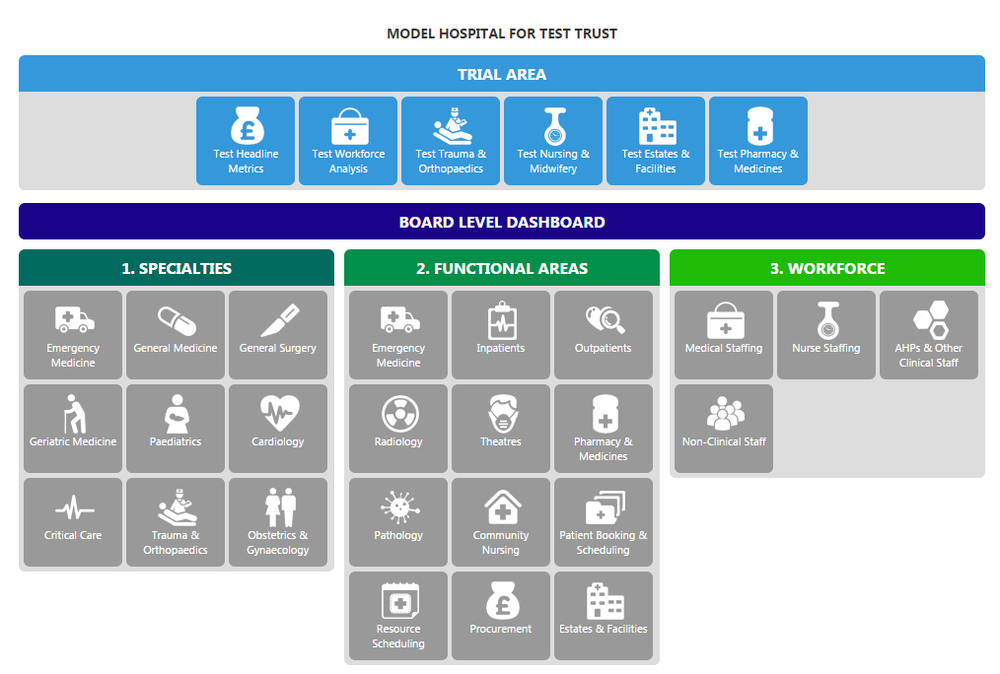 MODEL HOSPITAL FOR TEST TRUST
TRIAL AREA
Test Headline
Metrics
Test Workforce
Analysis
Test Trauma &
Orthopaedics
Test Nursing &
Midwifery
Test Estates &
Facilities
Test Pharmacy &
Medicines
BOARD LEVEL DASHBOARD
1. SPECIALTIES
Emergency
Medicine
General Medicine
General Surgery
Geriatric Medicine
Paediatrics
Cardiology
Critical Care
Trauma &
Orthopaedics
Obstetrics &
Gynaecology
2. FUNCTIONAL AREAS
Emergency
Medicine
Inpatients
Outpatients
Radiology
Theatres
Pharmacy &
Medicines
Pathology
Community
Nursing
Patient Booking &
Scheduling
Resource
Scheduling
Procurement
Estates & Facilities
3. WORKFORCE
Medical Staffing
Nurse Staffing
AHPs & Other
Clinical Staff
Non-Clinical Staff